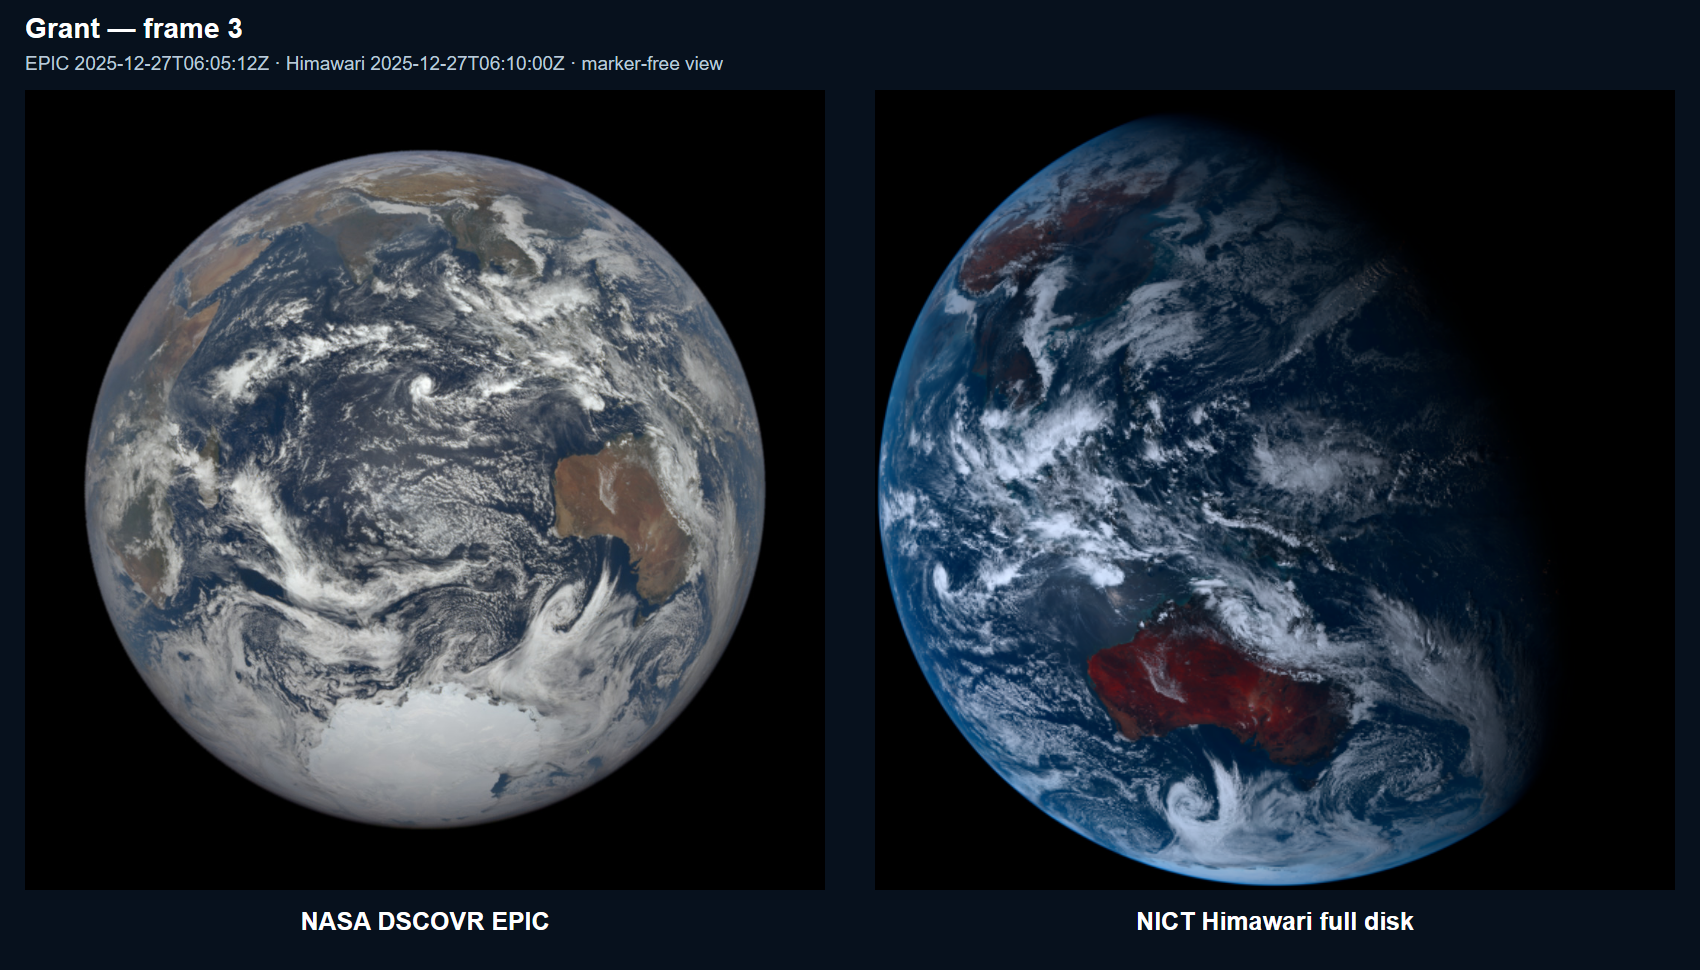 Grant — frame 3
EPIC 2025-12-27T06:05:12Z · Himawari 2025-12-27T06:10:00Z · marker-free view
NASA DSCOVR EPIC
NICT Himawari full disk